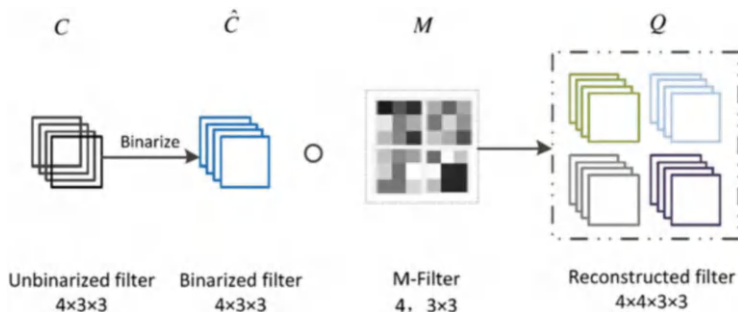 C Ĉ M Q
Binarize
Unbinarized filter Binarized filter M-Filter Reconstructed filter
4×3×3 4×3×3 4, 3×3 4×4×3×3